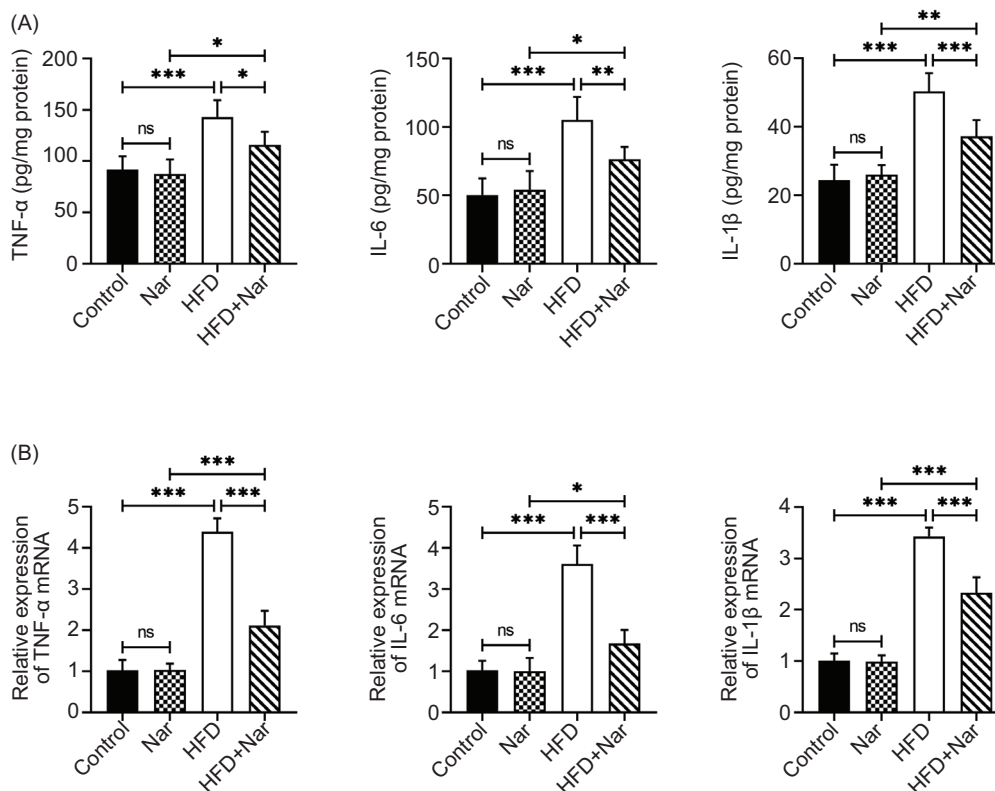 (A)
TNF-α (pg/mg protein)
200
150
100
50
0
ns
***
*
*
Control
Nar
HFD
HFD+Nar
IL-6 (pg/mg protein)
150
100
50
0
ns
***
**
*
Control
Nar
HFD
HFD+Nar
IL-1β (pg/mg protein)
60
40
20
0
ns
***
***
**
Control
Nar
HFD
HFD+Nar
(B)
Relative expression
of TNF-α mRNA
5
4
3
2
1
0
ns
***
***
***
Control
Nar
HFD
HFD+Nar
Relative expression
of IL-6 mRNA
5
4
3
2
1
0
ns
***
***
*
Control
Nar
HFD
HFD+Nar
Relative expression
of IL-1β mRNA
4
3
2
1
0
ns
***
***
***
Control
Nar
HFD
HFD+Nar